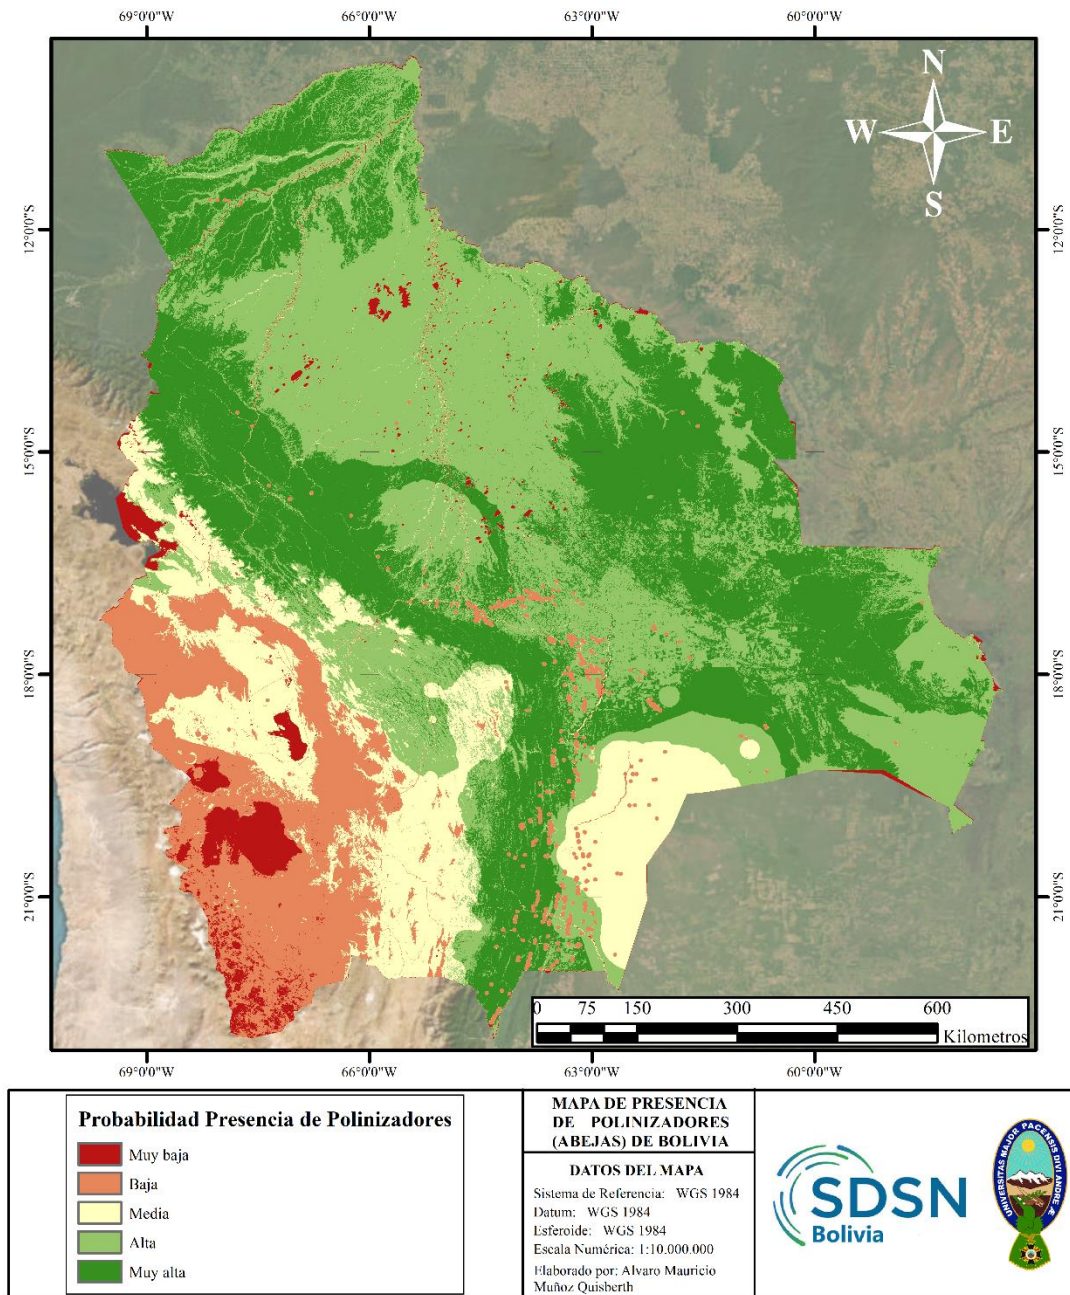 69°0'0"W 66°0'0"W 63°0'0"W 60°0'0"W
N
W E
S
12°0'0"S 12°0'0"S
15°0'0"S 15°0'0"S
18°0'0"S 18°0'0"S
21°0'0"S 21°0'0"S
0 75 150 300 450 600
Kilometros
69°0'0"W 66°0'0"W 63°0'0"W 60°0'0"W
Probabilidad Presencia de Polinizadores
Muy baja
Baja
Media
Alta
Muy alta
MAPA DE PRESENCIA
DE POLINIZADORES
(ABEJAS) DE BOLIVIA
DATOS DEL MAPA
Sistema de Referencia: WGS 1984
Datum: WGS 1984
Esferoide: WGS 1984
Escala Numérica: 1:10.000.000
Elaborado por: Alvaro Mauricio
Muñoz Quisberth
SDSN
Bolivia
UNIVERSITAS MAJOR PACENSIS DIVI ANDRE Æ